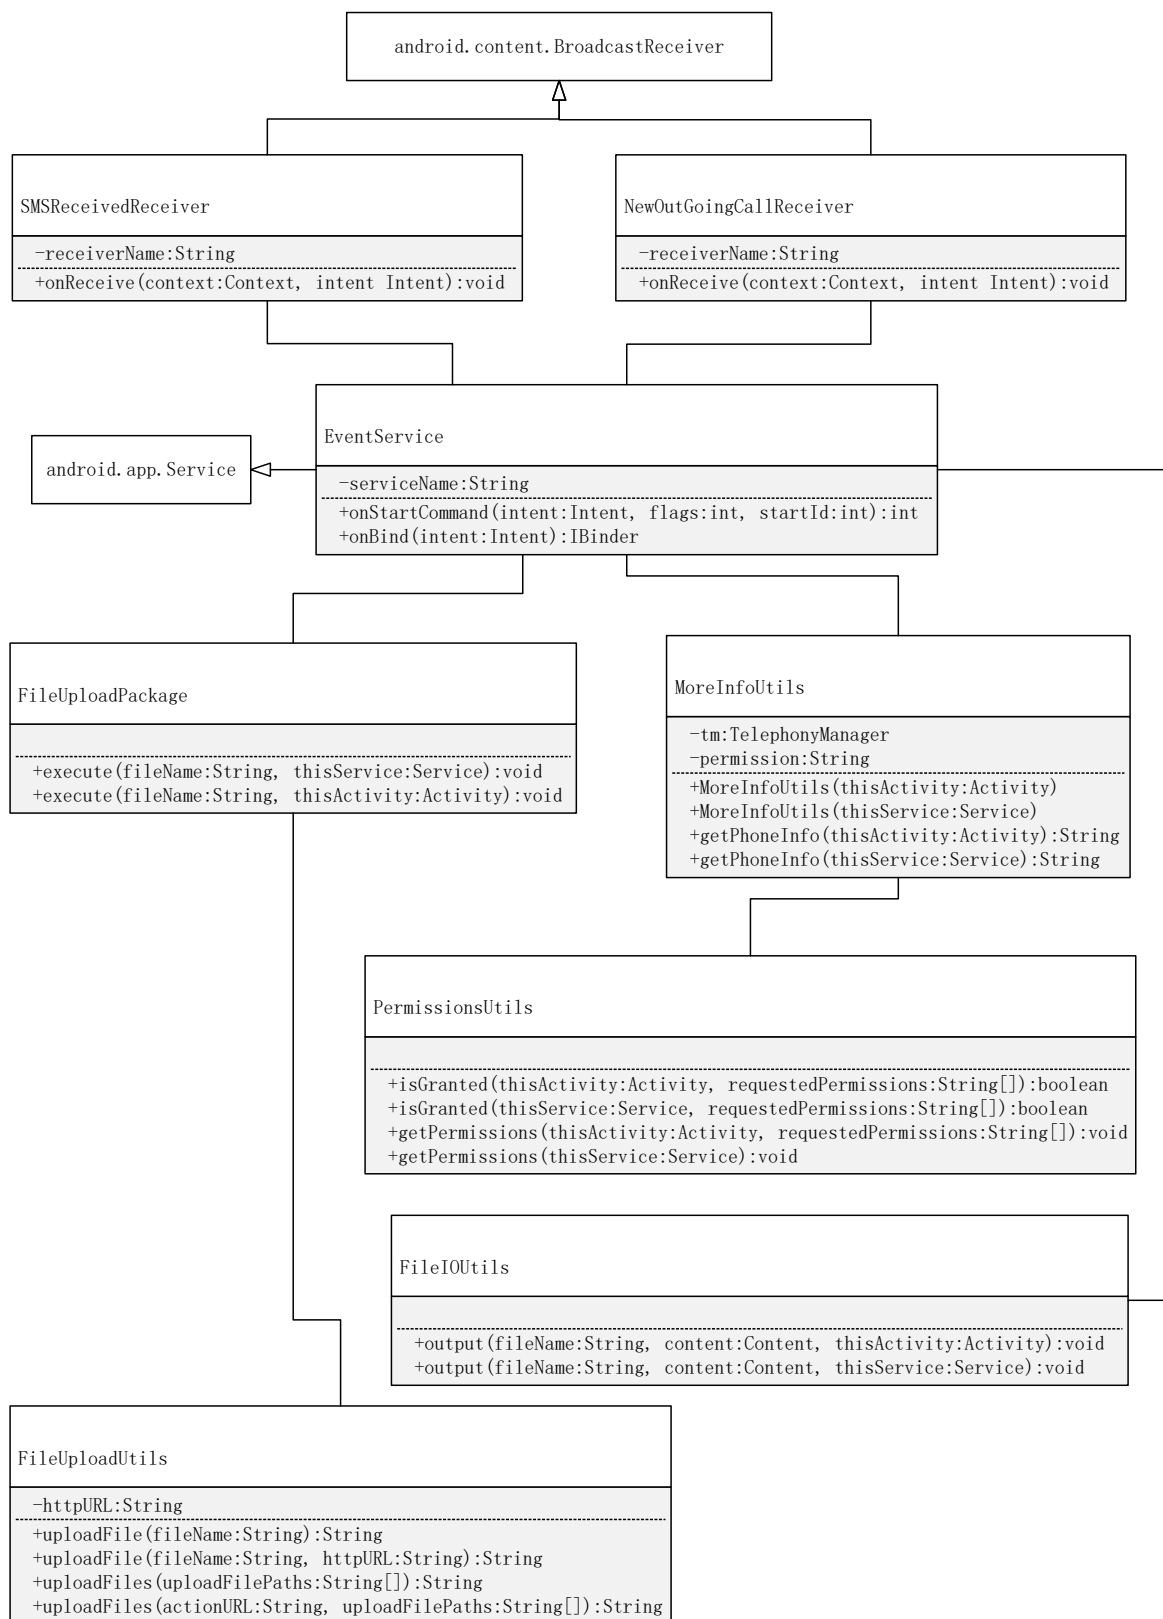 android.content.BroadcastReceiver
SMSReceivedReceiver
-receiverName:String
+onReceive(context:Context, intent Intent):void
NewOutGoingCallReceiver
-receiverName:String
+onReceive(context:Context, intent Intent):void
EventService
-serviceName:String
+onStartCommand(intent:Intent, flags:int, startId:int):int
+onBind(intent:Intent):IBinder
android.app.Service
FileUploadPackage
+execute(fileName:String, thisService:Service):void
+execute(fileName:String, thisActivity:Activity):void
MoreInfoUtils
-tm:TelephonyManager
-permission:String
+MoreInfoUtils(thisActivity:Activity)
+MoreInfoUtils(thisService:Service)
+getPhoneInfo(thisActivity:Activity):String
+getPhoneInfo(thisService:Service):String
PermissionsUtils
+isGranted(thisActivity:Activity, requestedPermissions:String[]):boolean
+isGranted(thisService:Service, requestedPermissions:String[]):boolean
+getPermissions(thisActivity:Activity, requestedPermissions:String[]):void
+getPermissions(thisService:Service):void
FileIOUtils
+output(fileName:String, content:Content, thisActivity:Activity):void
+output(fileName:String, content:Content, thisService:Service):void
FileUploadUtils
-httpURL:String
+uploadFile(fileName:String):String
+uploadFile(fileName:String, httpURL:String):String
+uploadFiles(uploadFilePaths:String[]):String
+uploadFiles(actionURL:String, uploadFilePaths:String[]):String